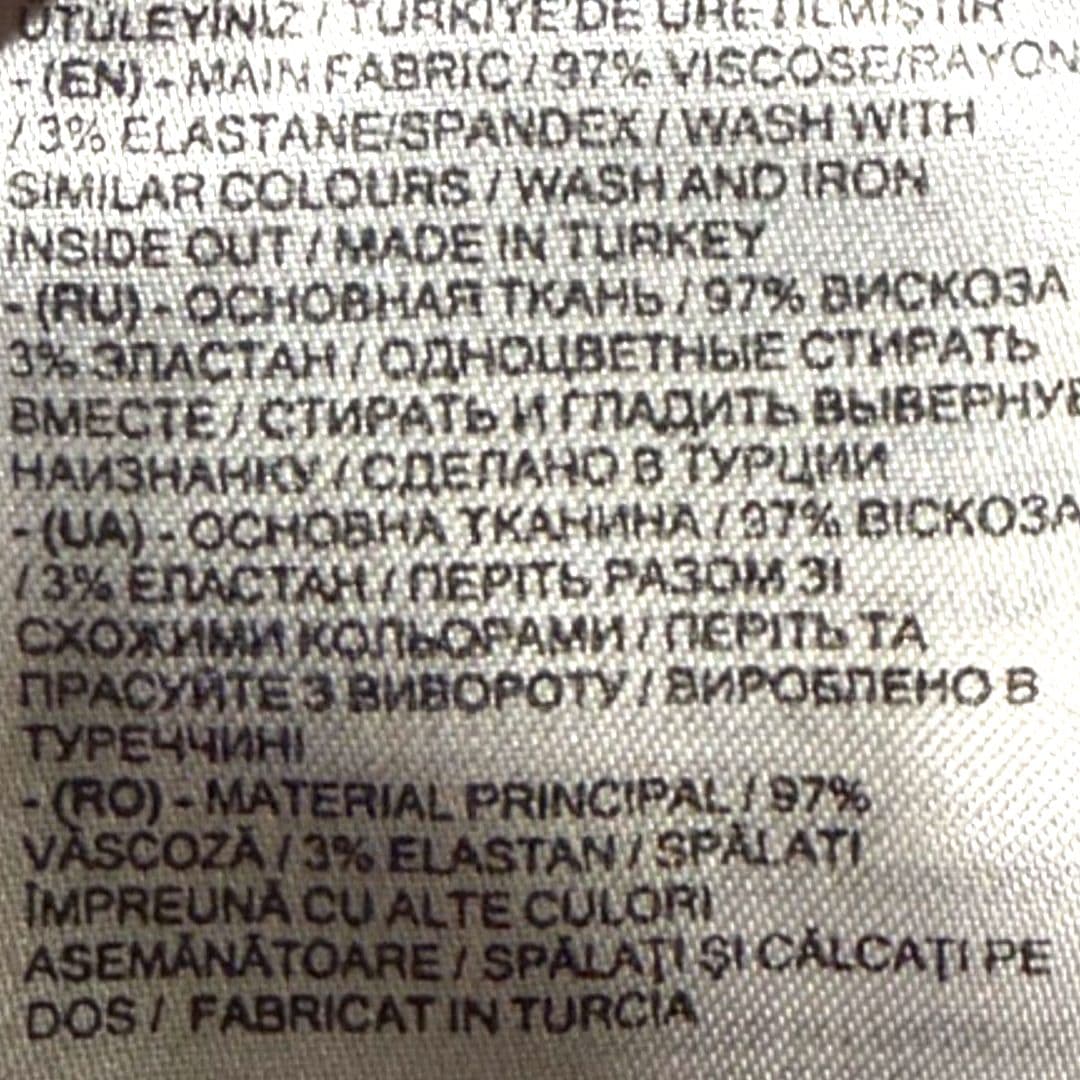 ÜTÜLEYİNİZ / TÜRKİYE'DE ÜRETİLMİŞTİR
- (EN) - MAIN FABRIC / 97% VISCOSE/RAYON
/ 3% ELASTANE/SPANDEX / WASH WITH
SIMILAR COLOURS / WASH AND IRON
INSIDE OUT / MADE IN TURKEY
- (RU) - ОСНОВНАЯ ТКАНЬ / 97% ВИСКОЗА
3% ЭЛАСТАН / ОДНОЦВЕТНЫЕ СТИРАТЬ
ВМЕСТЕ / СТИРАТЬ И ГЛАДИТЬ ВЫВЕРНУВ
НАИЗНАНКУ / СДЕЛАНО В ТУРЦИИ
- (UA) - ОСНОВНА ТКАНИНА / 97% ВІСКОЗА
/ 3% ЕЛАСТАН / ПЕРІТЬ РАЗОМ ЗІ
СХОЖИМИ КОЛЬОРАМИ / ПЕРІТЬ ТА
ПРАСУЙТЕ З ВИВОРОТУ / ВИРОБЛЕНО В
ТУРЕЧЧИНІ
- (RO) - MATERIAL PRINCIPAL / 97%
VÂSCOZĂ / 3% ELASTAN / SPĂLAȚI
ÎMPREUNĂ CU ALTE CULORI
ASEMĂNĂTOARE / SPĂLAȚI ȘI CĂLCAȚI PE
DOS / FABRICAT IN TURCIA